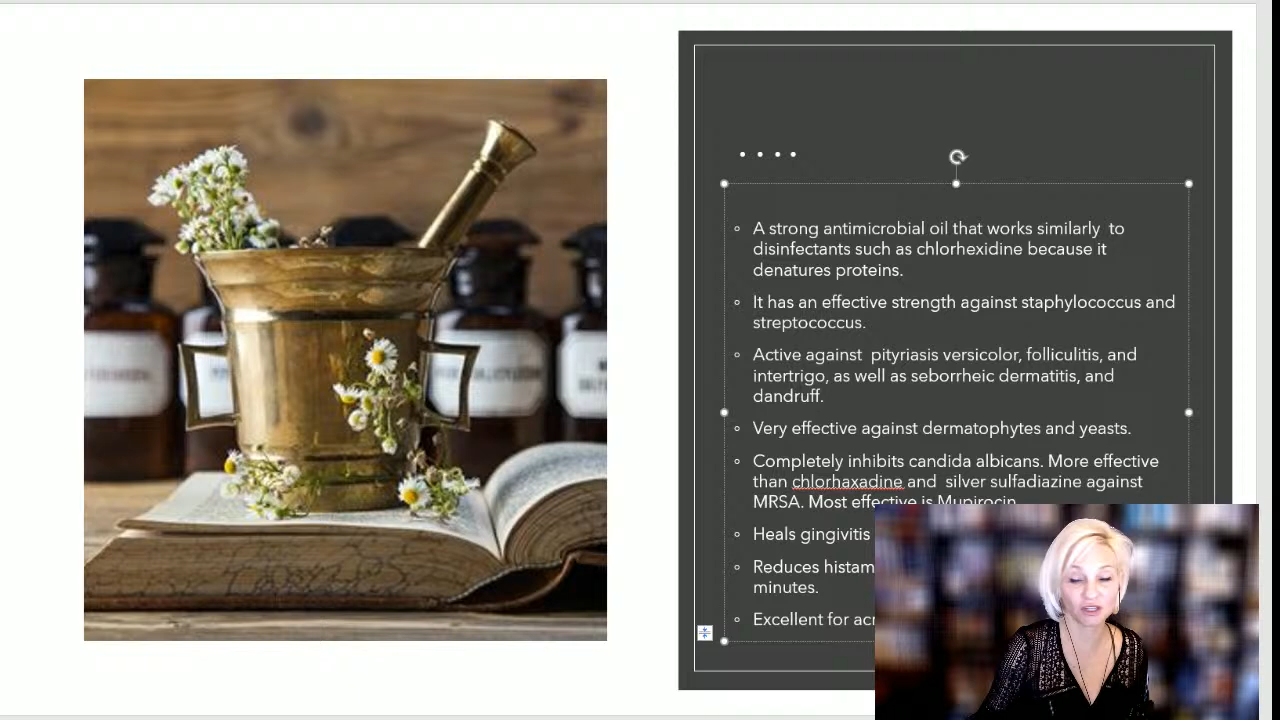 • • • •
A strong antimicrobial oil that works similarly to
disinfectants such as chlorhexidine because it
denatures proteins.
It has an effective strength against staphylococcus and
streptococcus.
Active against pityriasis versicolor, folliculitis, and
intertrigo, as well as seborrheic dermatitis, and
dandruff.
Very effective against dermatophytes and yeasts.
Completely inhibits candida albicans. More effective
than chlorhaxadine and silver sulfadiazine against
MRSA. Most effective is Mupirocin
Heals gingivitis
Reduces
minutes.
Excellent for